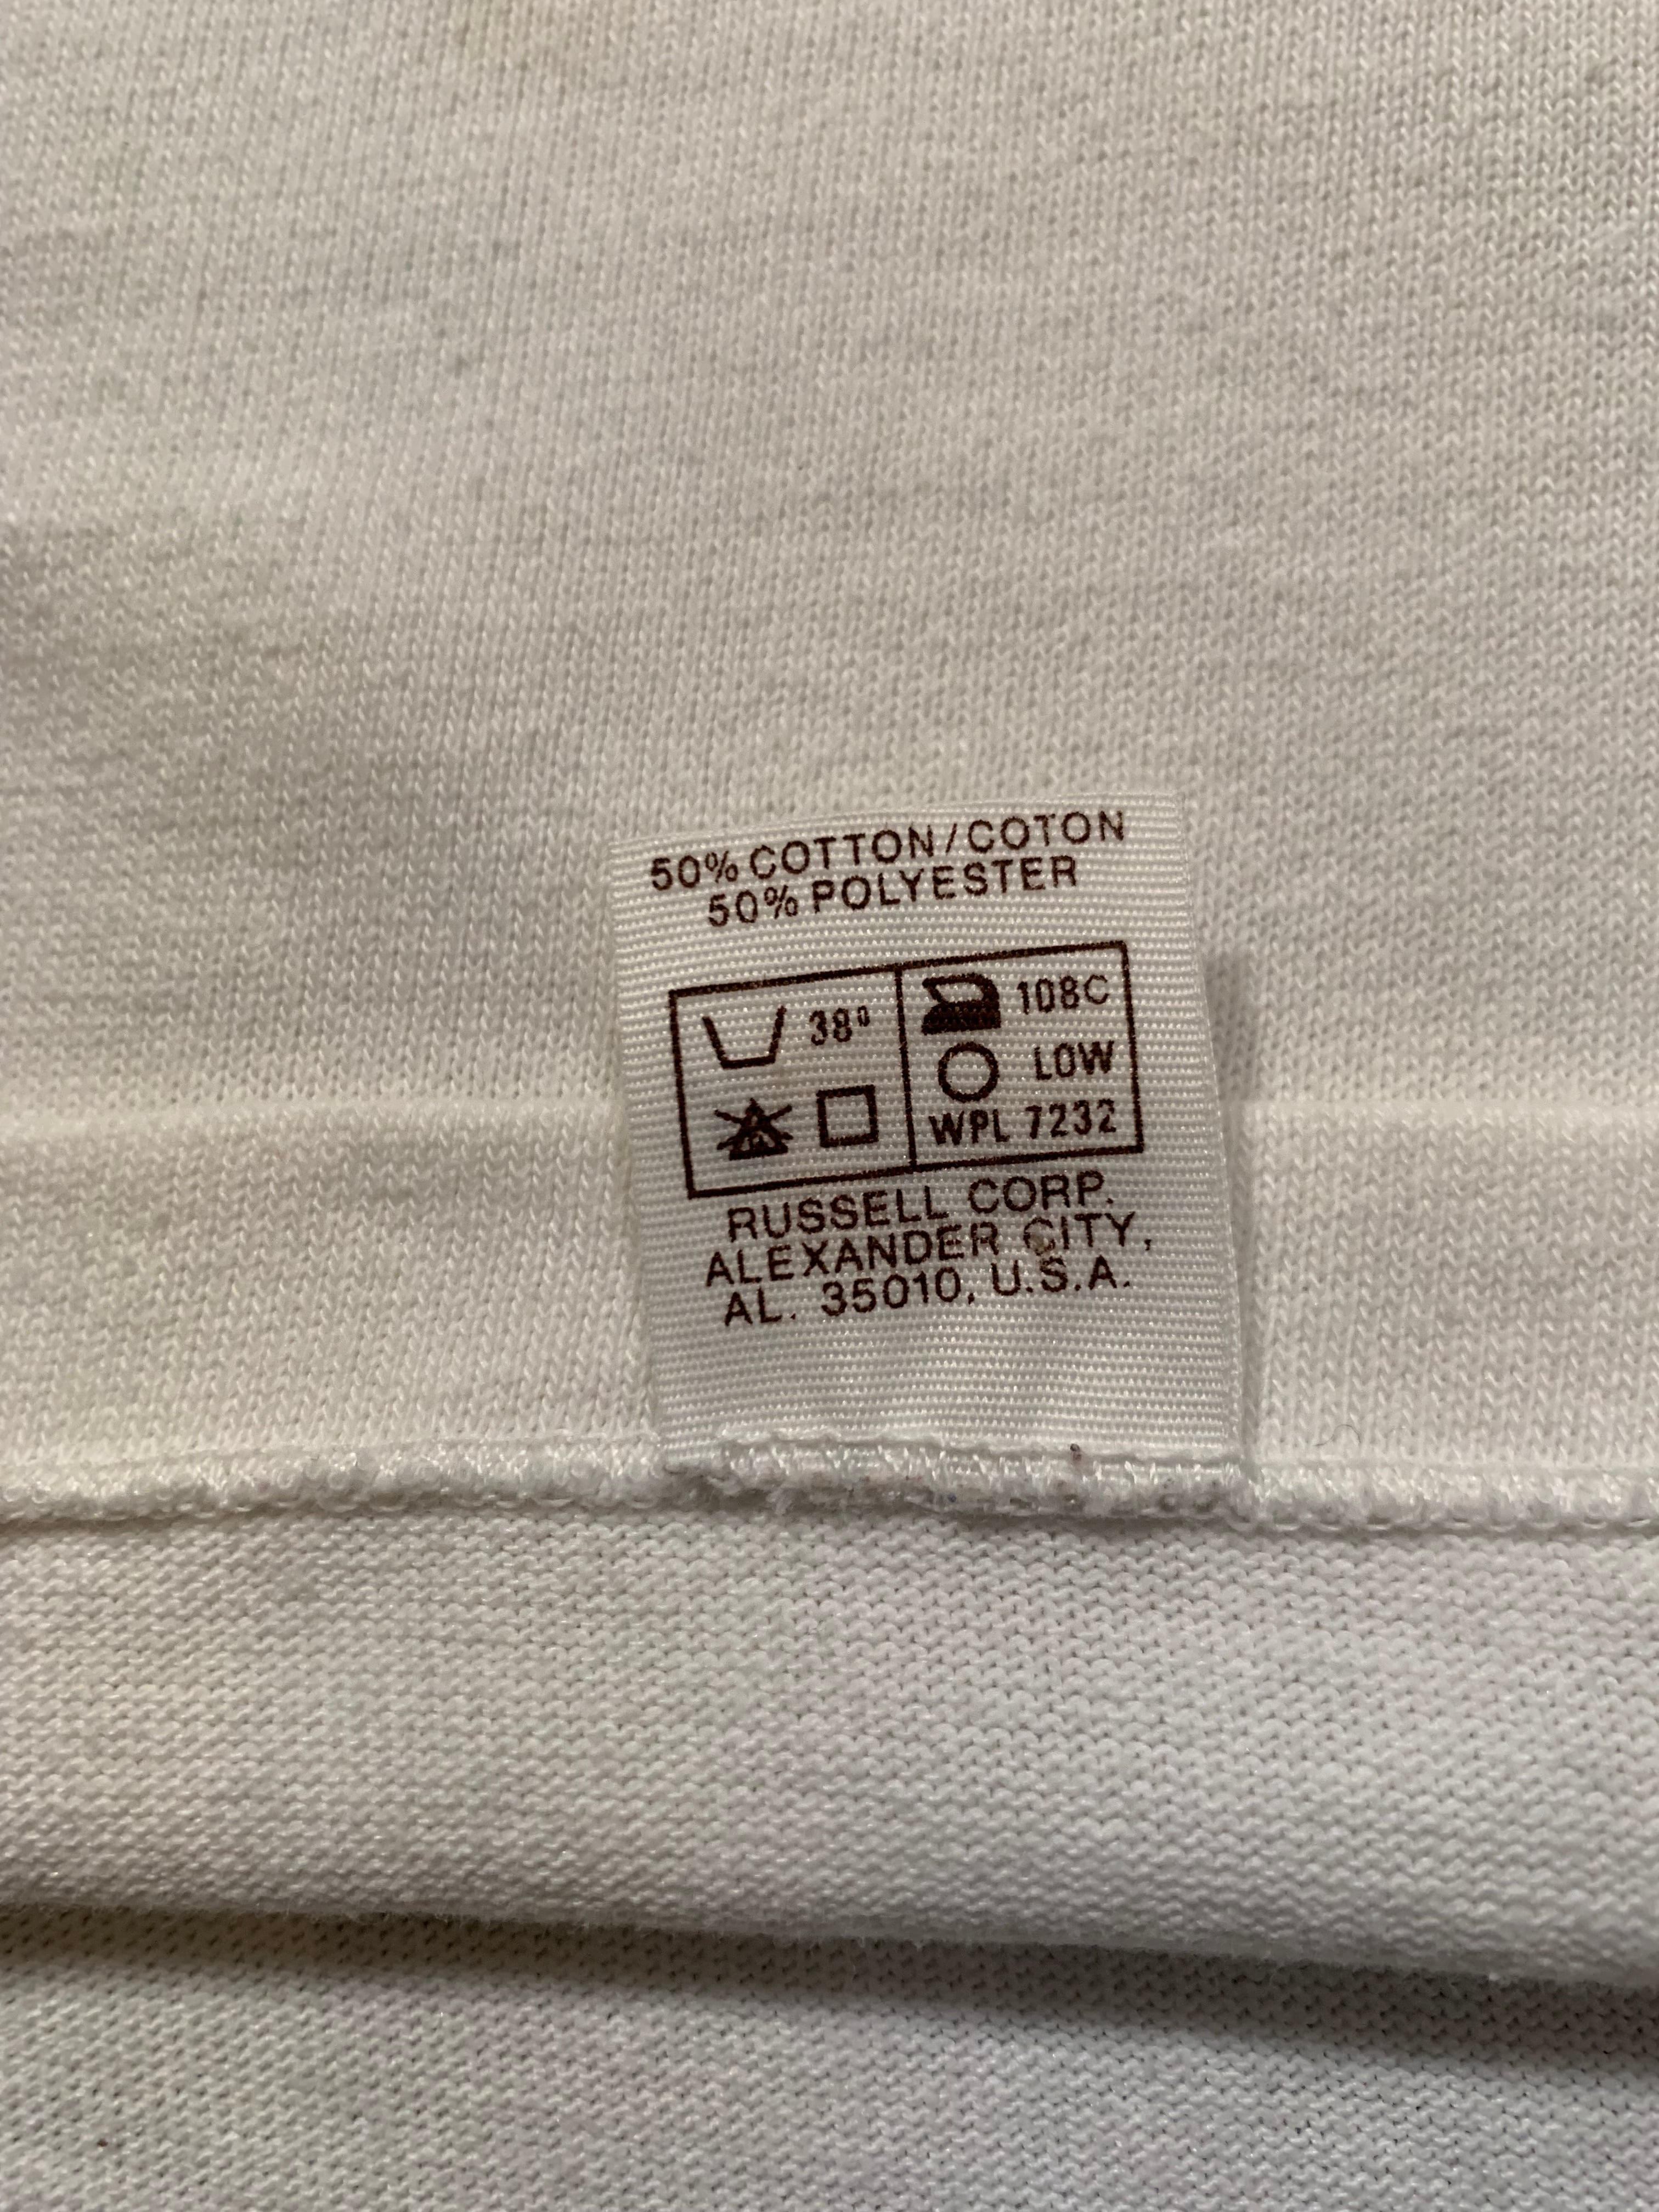 50% COTTON/COTON
50% POLYESTER
38°
108C
LOW
WPL 7232
RUSSELL CORP.
ALEXANDER CITY,
AL. 35010, U.S.A.